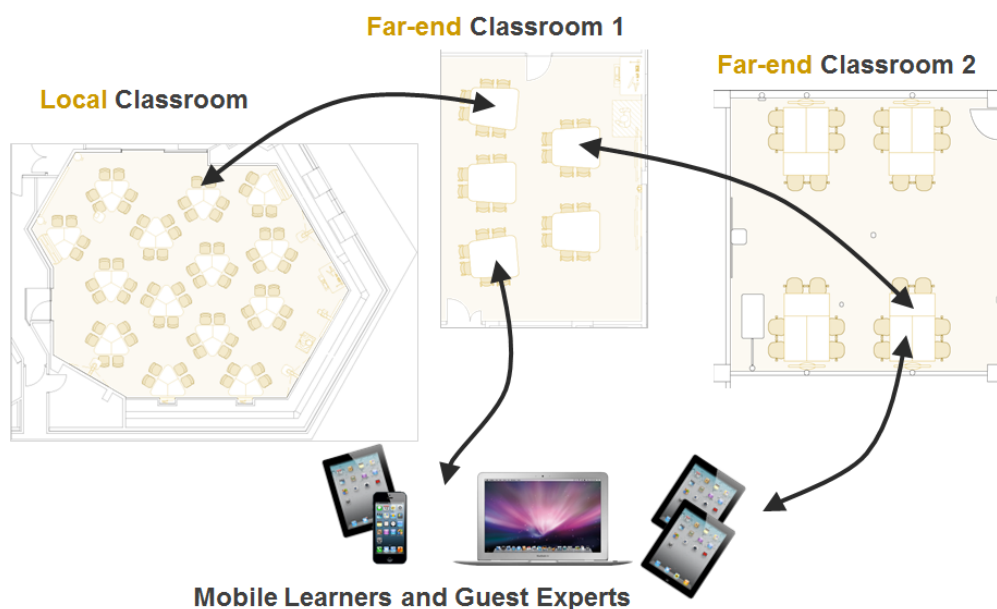 Far-end Classroom 1
Far-end Classroom 2
Local Classroom
Mobile Learners and Guest Experts